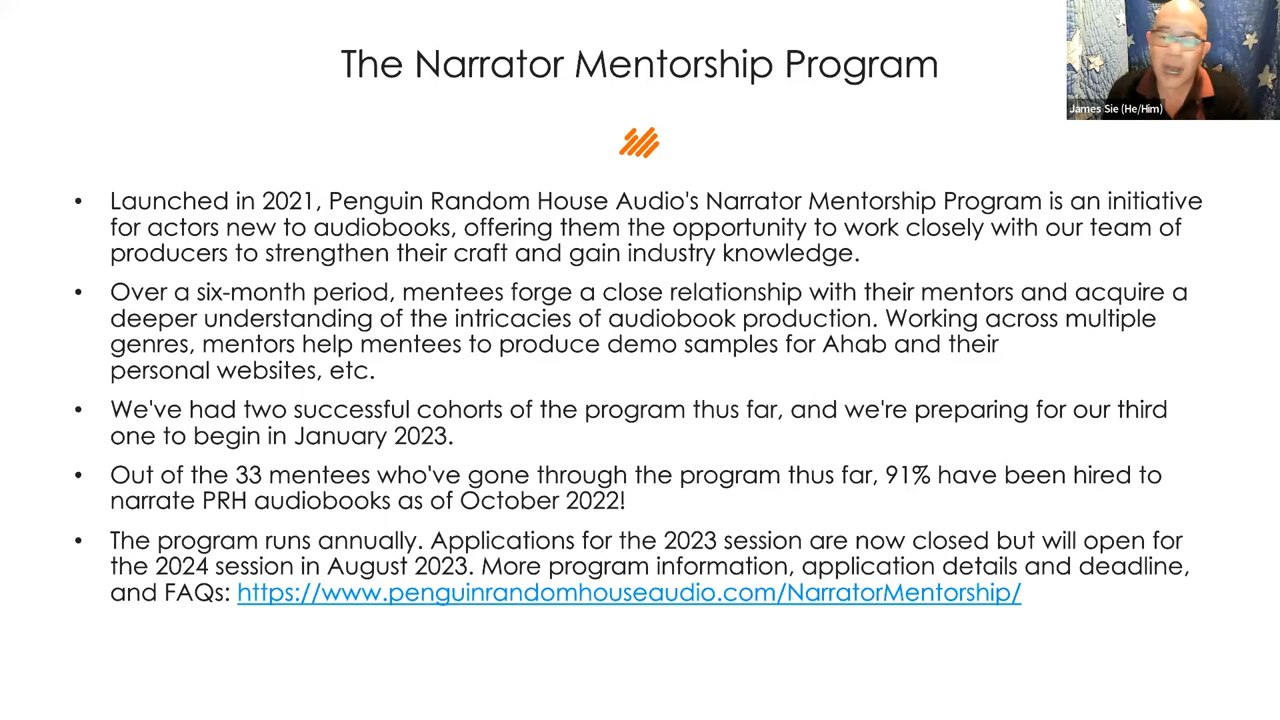 The Narrator Mentorship Program
James Sie (He/Him)
• Launched in 2021, Penguin Random House Audio's Narrator Mentorship Program is an initiative
for actors new to audiobooks, offering them the opportunity to work closely with our team of
producers to strengthen their craft and gain industry knowledge.
• Over a six-month period, mentees forge a close relationship with their mentors and acquire a
deeper understanding of the intricacies of audiobook production. Working across multiple
genres, mentors help mentees to produce demo samples for Ahab and their
personal websites, etc.
• We've had two successful cohorts of the program thus far, and we're preparing for our third
one to begin in January 2023.
• Out of the 33 mentees who've gone through the program thus far, 91% have been hired to
narrate PRH audiobooks as of October 2022!
• The program runs annually. Applications for the 2023 session are now closed but will open for
the 2024 session in August 2023. More program information, application details and deadline,
and FAQs: https://www.penguinrandomhouseaudio.com/NarratorMentorship/